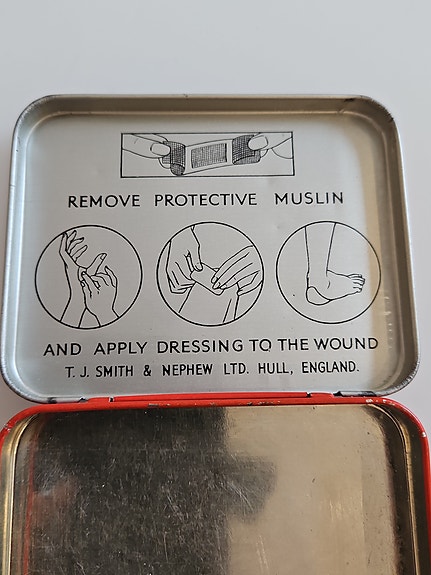 REMOVE PROTECTIVE MUSLIN
AND APPLY DRESSING TO THE WOUND
T. J. SMITH & NEPHEW LTD. HULL, ENGLAND.